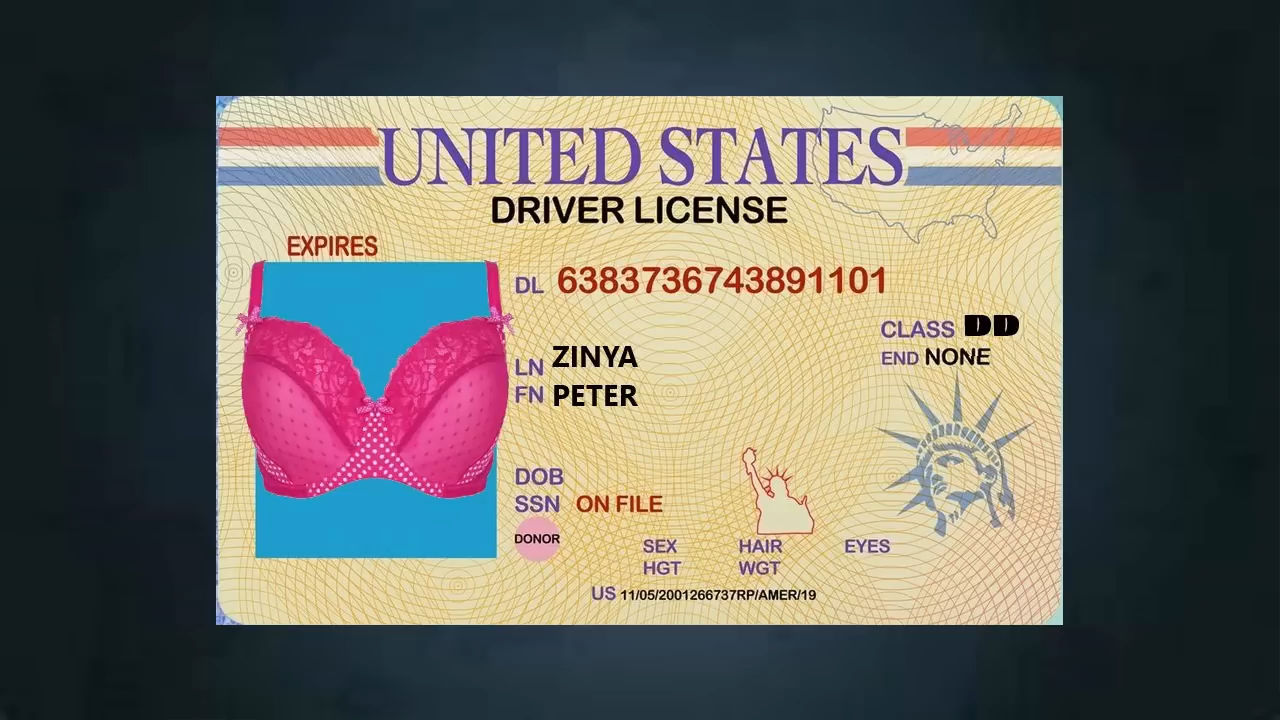 UNITED STATES
DRIVER LICENSE
EXPIRES
DL 6383736743891101
CLASS DD
END NONE
LN ZINYA
FN PETER
DOB
SSN ON FILE
DONOR
SEX HAIR EYES
HGT WGT
US 11/05/2001266737RP/AMER/19